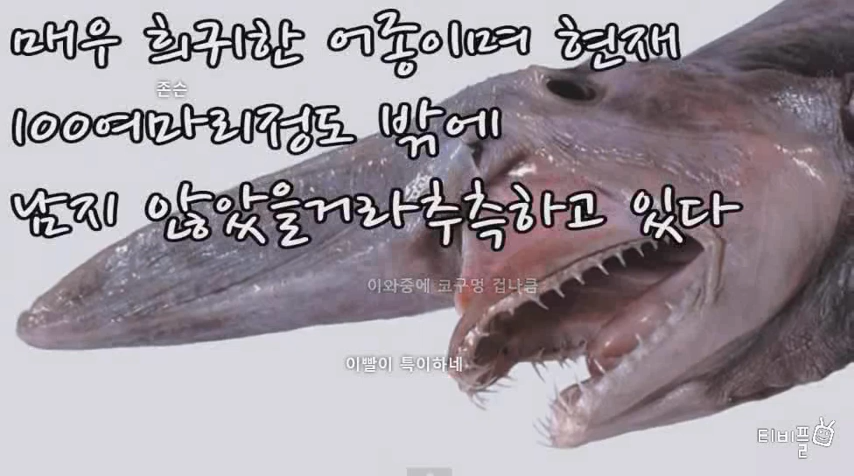 매우 희귀한 어종이며 현재
존슨
100여마리정도 밖에
남지 않았을거라추측하고 있다
이와중에 코구멍 겁나큼
이빨이 특이하네
티비플